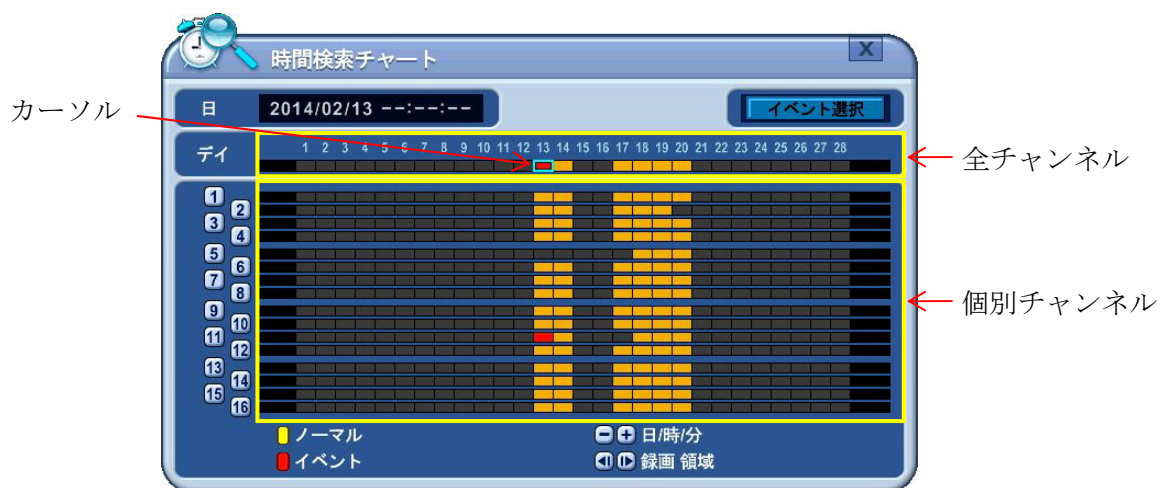 時間検索チャート
X
カーソル
日
2014/02/13 --:--:--
イベント選択
デイ
1 2 3 4 5 6 7 8 9 10 11 12 13 14 15 16 17 18 19 20 21 22 23 24 25 26 27 28
全チャンネル
1
2
3
4
5
6
7
8
個別チャンネル
9
10
11
12
13
14
15
16
ノーマル
日/時/分
イベント
録画 領域